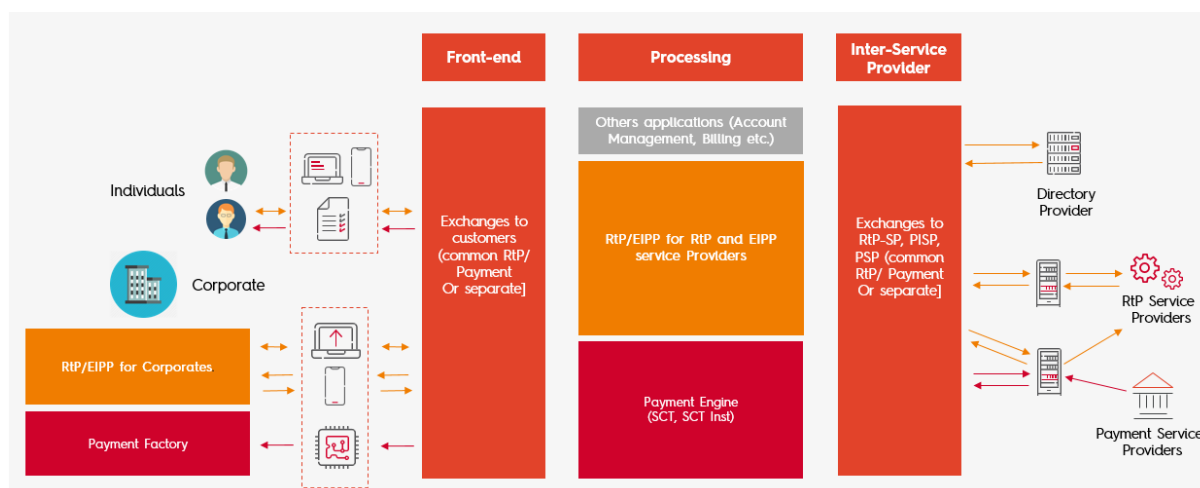 Front-end
Processing
Inter-Service
Provider
Others applications (Account
Management, Billing etc.)
Individuals
Corporate
Exchanges to
customers
(common RtP/
Payment
Or separate]
RtP/EIPP for RtP and EIPP
service Providers
Exchanges to
RtP-SP, PISP,
PSP (common
RtP/ Payment
Or separate]
Directory
Provider
RtP Service
Providers
RtP/EIPP for Corporates.
Payment Factory
Payment Engine
(SCT, SCT Inst)
Payment Service
Providers